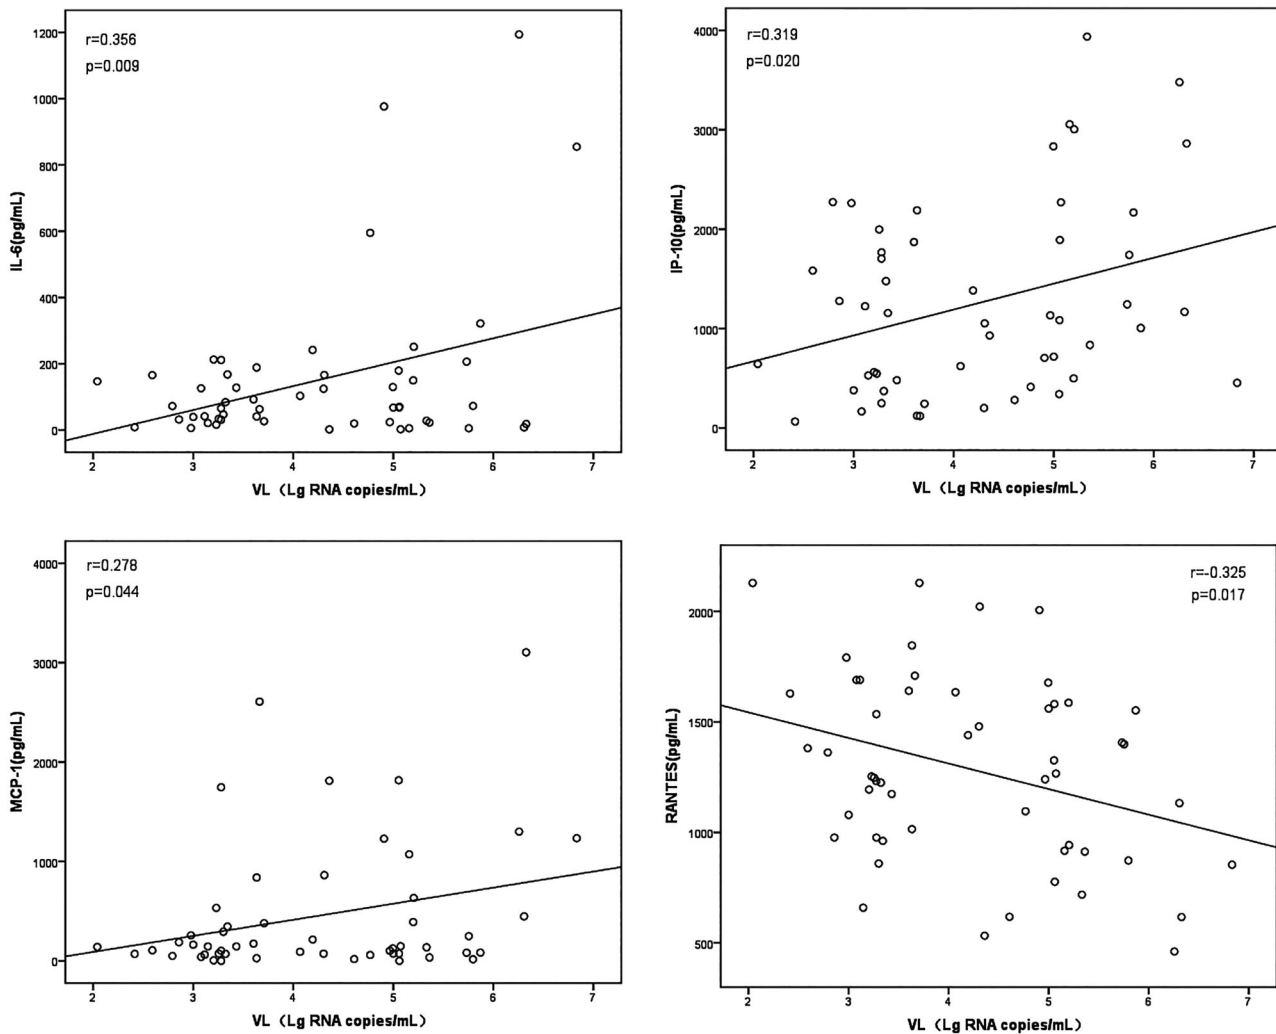 r=0.356
p=0.009
1200
1000
800
600
400
200
0
IL-6(pg/mL)
2 3 4 5 6 7
VL（Lg RNA copies/mL）
r=0.319
p=0.020
4000
3000
2000
1000
0
IP-10(pg/mL)
2 3 4 5 6 7
VL（Lg RNA copies/mL）
r=0.278
p=0.044
4000
3000
2000
1000
0
MCP-1(pg/mL)
2 3 4 5 6 7
VL（Lg RNA copies/mL）
r=-0.325
p=0.017
2000
1500
1000
500
RANTES(pg/mL)
2 3 4 5 6 7
VL（Lg RNA copies/mL）